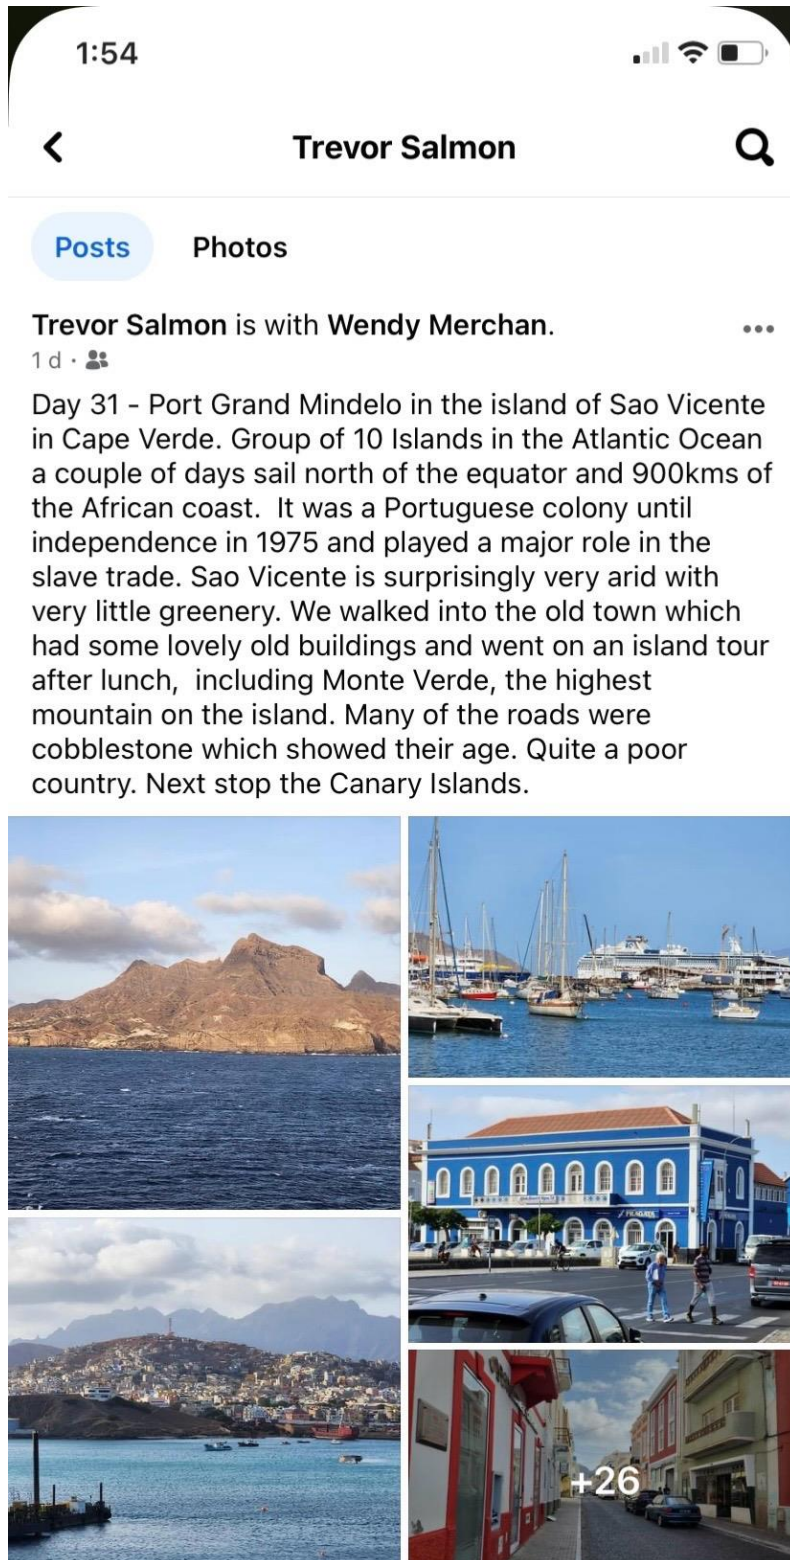 1:54
Trevor Salmon
Posts Photos
Trevor Salmon is with Wendy Merchan.
1 d ·
Day 31 - Port Grand Mindelo in the island of Sao Vicente
in Cape Verde. Group of 10 Islands in the Atlantic Ocean
a couple of days sail north of the equator and 900kms of
the African coast.  It was a Portuguese colony until
independence in 1975 and played a major role in the
slave trade. Sao Vicente is surprisingly very arid with
very little greenery. We walked into the old town which
had some lovely old buildings and went on an island tour
after lunch,  including Monte Verde, the highest
mountain on the island. Many of the roads were
cobblestone which showed their age. Quite a poor
country. Next stop the Canary Islands.
+26